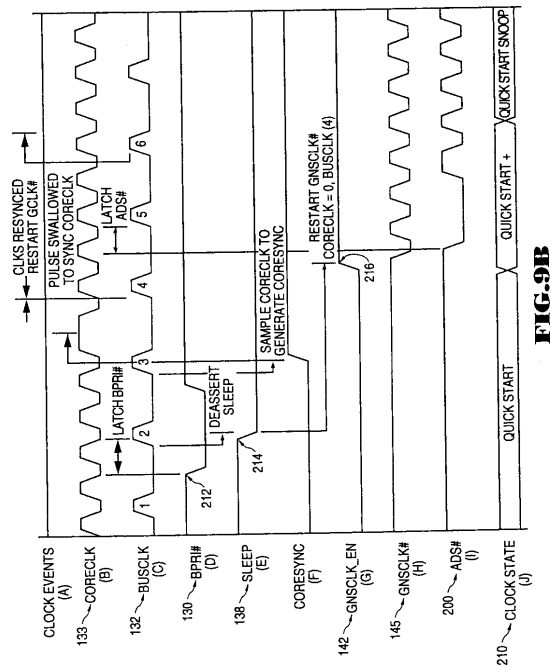 CLOCK EVENTS
(A)
133 CORECLK
(B)
132 BUSCLK
(C)
130 BPRI#
(D)
138 SLEEP
(E)
CORESYNC
(F)
142 GNSCLK_EN
(G)
145 GNSCLK#
(H)
200 ADS#
(I)
210 CLOCK STATE
(J)
CLKS RESYNCED
RESTART GCLK#
PULSE SWALLOWED
TO SYNC CORECLK
LATCH BPRI#
LATCH
ADS#
1
2
3
4
5
6
212
DEASSERT
SLEEP
214
SAMPLE CORECLK TO
GENERATE CORESYNC
RESTART GNSCLK#
CORECLK = 0, BUSCLK (4)
216
QUICK START
QUICK START +
QUICK START SNOOP
FIG.9B